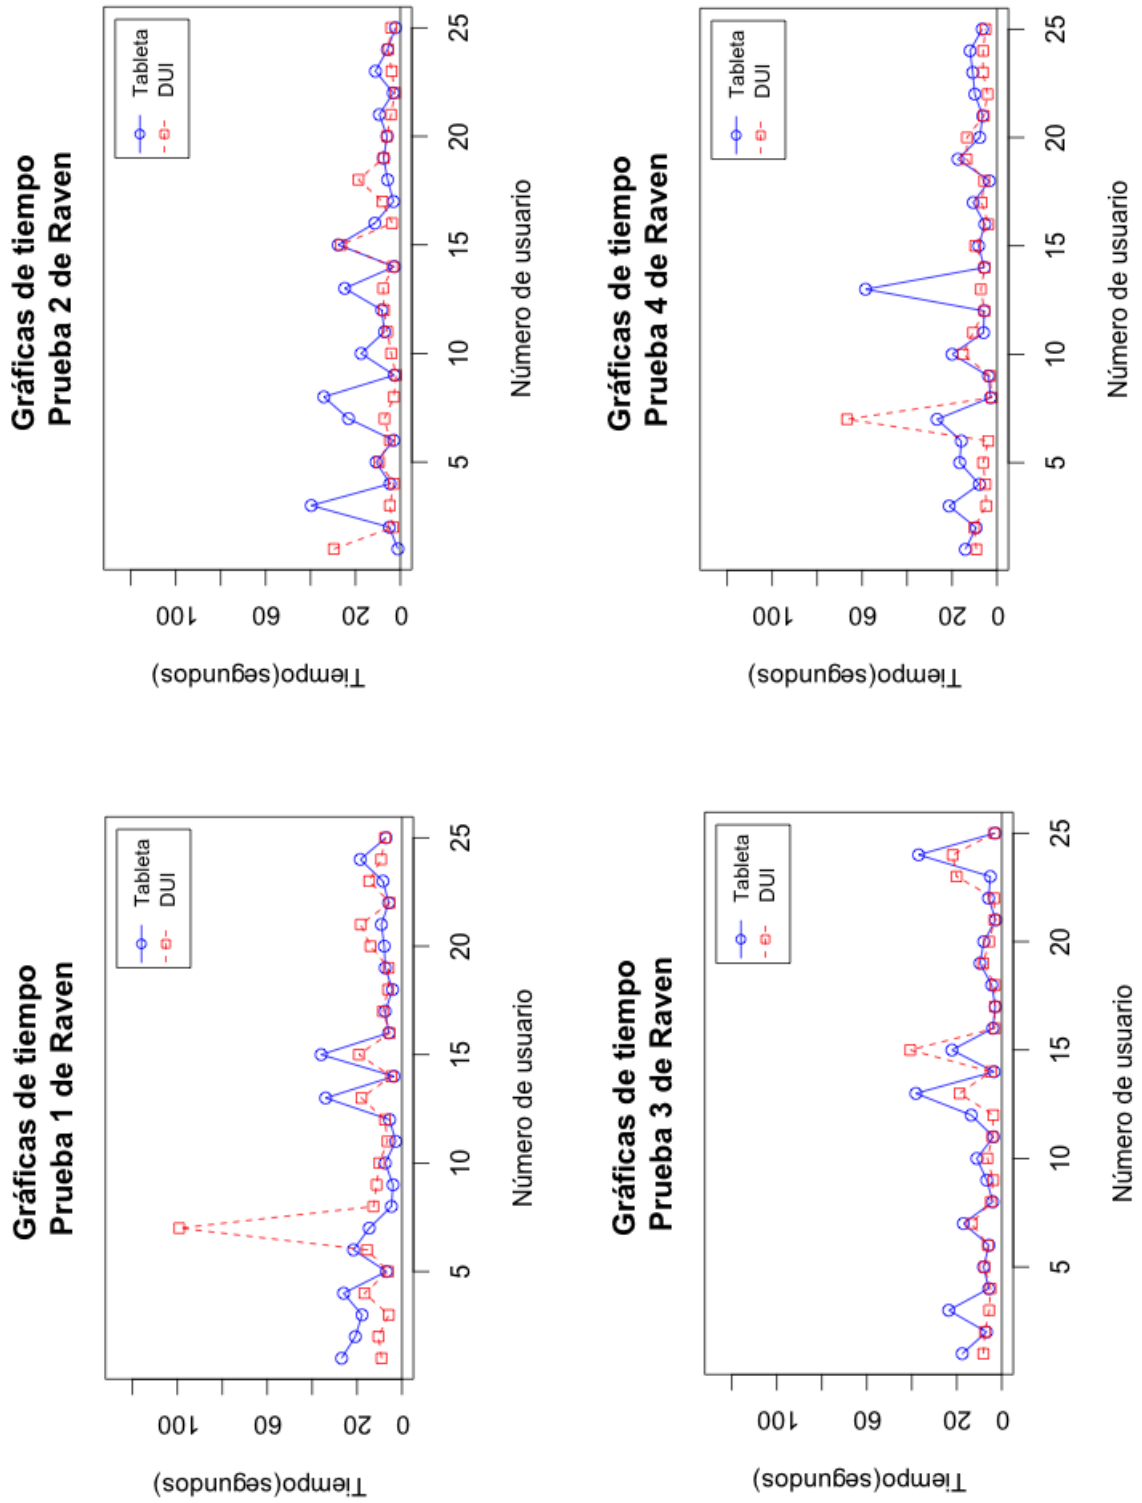 Gráficas de tiempo
Prueba 1 de Raven
Tableta
DUI
Tiempo(segundos)
100
60
20
0
5 10 15 20 25
Número de usuario
Gráficas de tiempo
Prueba 2 de Raven
Tableta
DUI
Tiempo(segundos)
100
60
20
0
5 10 15 20 25
Número de usuario
Gráficas de tiempo
Prueba 3 de Raven
Tableta
DUI
Tiempo(segundos)
100
60
20
0
5 10 15 20 25
Número de usuario
Gráficas de tiempo
Prueba 4 de Raven
Tableta
DUI
Tiempo(segundos)
100
60
20
0
5 10 15 20 25
Número de usuario